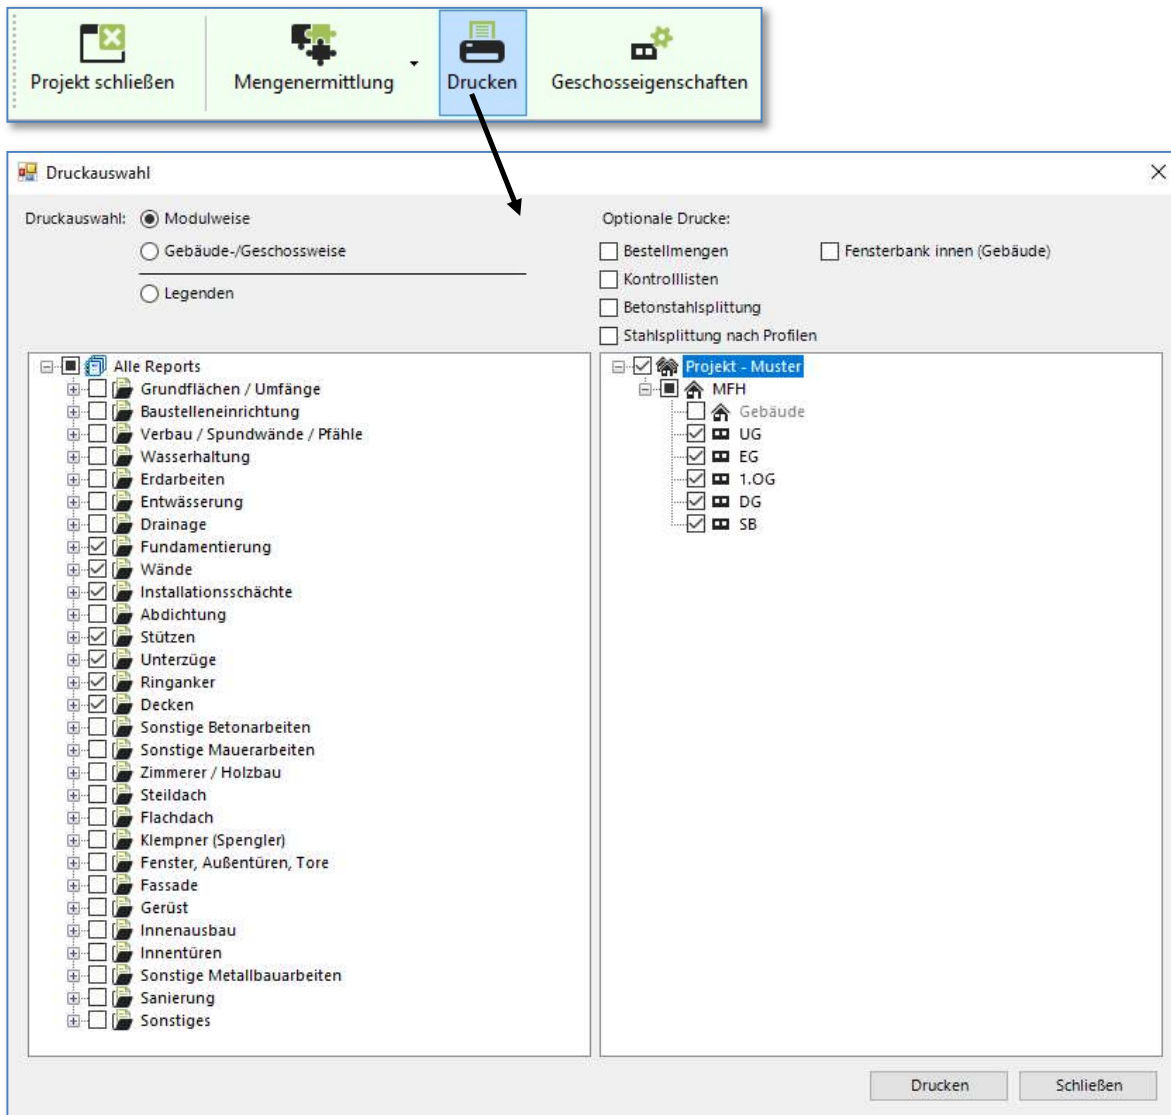 Projekt schließen
Mengenermittlung
Drucken
Geschosseigenschaften
Druckauswahl
Druckauswahl:
Modulweise
Gebäude-/Geschossweise
Legenden
Optionale Drucke:
Bestellmengen
Fensterbank innen (Gebäude)
Kontrolllisten
Betonstahlsplittung
Stahlsplittung nach Profilen
Alle Reports
Grundflächen / Umfänge
Baustelleneinrichtung
Verbau / Spundwände / Pfähle
Wasserhaltung
Erdarbeiten
Entwässerung
Drainage
Fundamentierung
Wände
Installationsschächte
Abdichtung
Stützen
Unterzüge
Ringanker
Decken
Sonstige Betonarbeiten
Sonstige Mauerarbeiten
Zimmerer / Holzbau
Steildach
Flachdach
Klempner (Spengler)
Fenster, Außentüren, Tore
Fassade
Gerüst
Innenausbau
Innentüren
Sonstige Metallbauarbeiten
Sanierung
Sonstiges
Projekt - Muster
MFH
Gebäude
UG
EG
1.OG
DG
SB
Drucken
Schließen